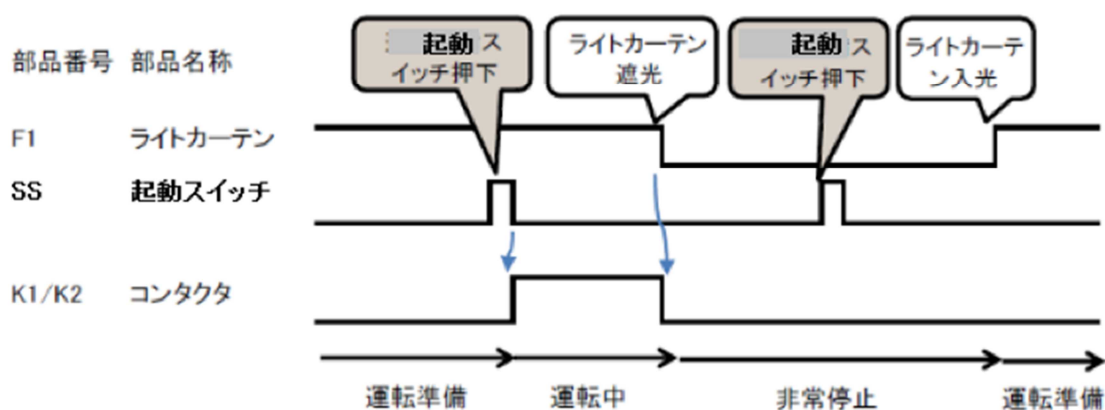 部品番号 部品名称
起動 ス
イッチ押下
ライトカーテン
遮光
起動 ス
イッチ押下
ライトカーテ
ン入光
F1 ライトカーテン
SS 起動スイッチ
K1/K2 コンタクタ
運転準備 運転中 非常停止 運転準備